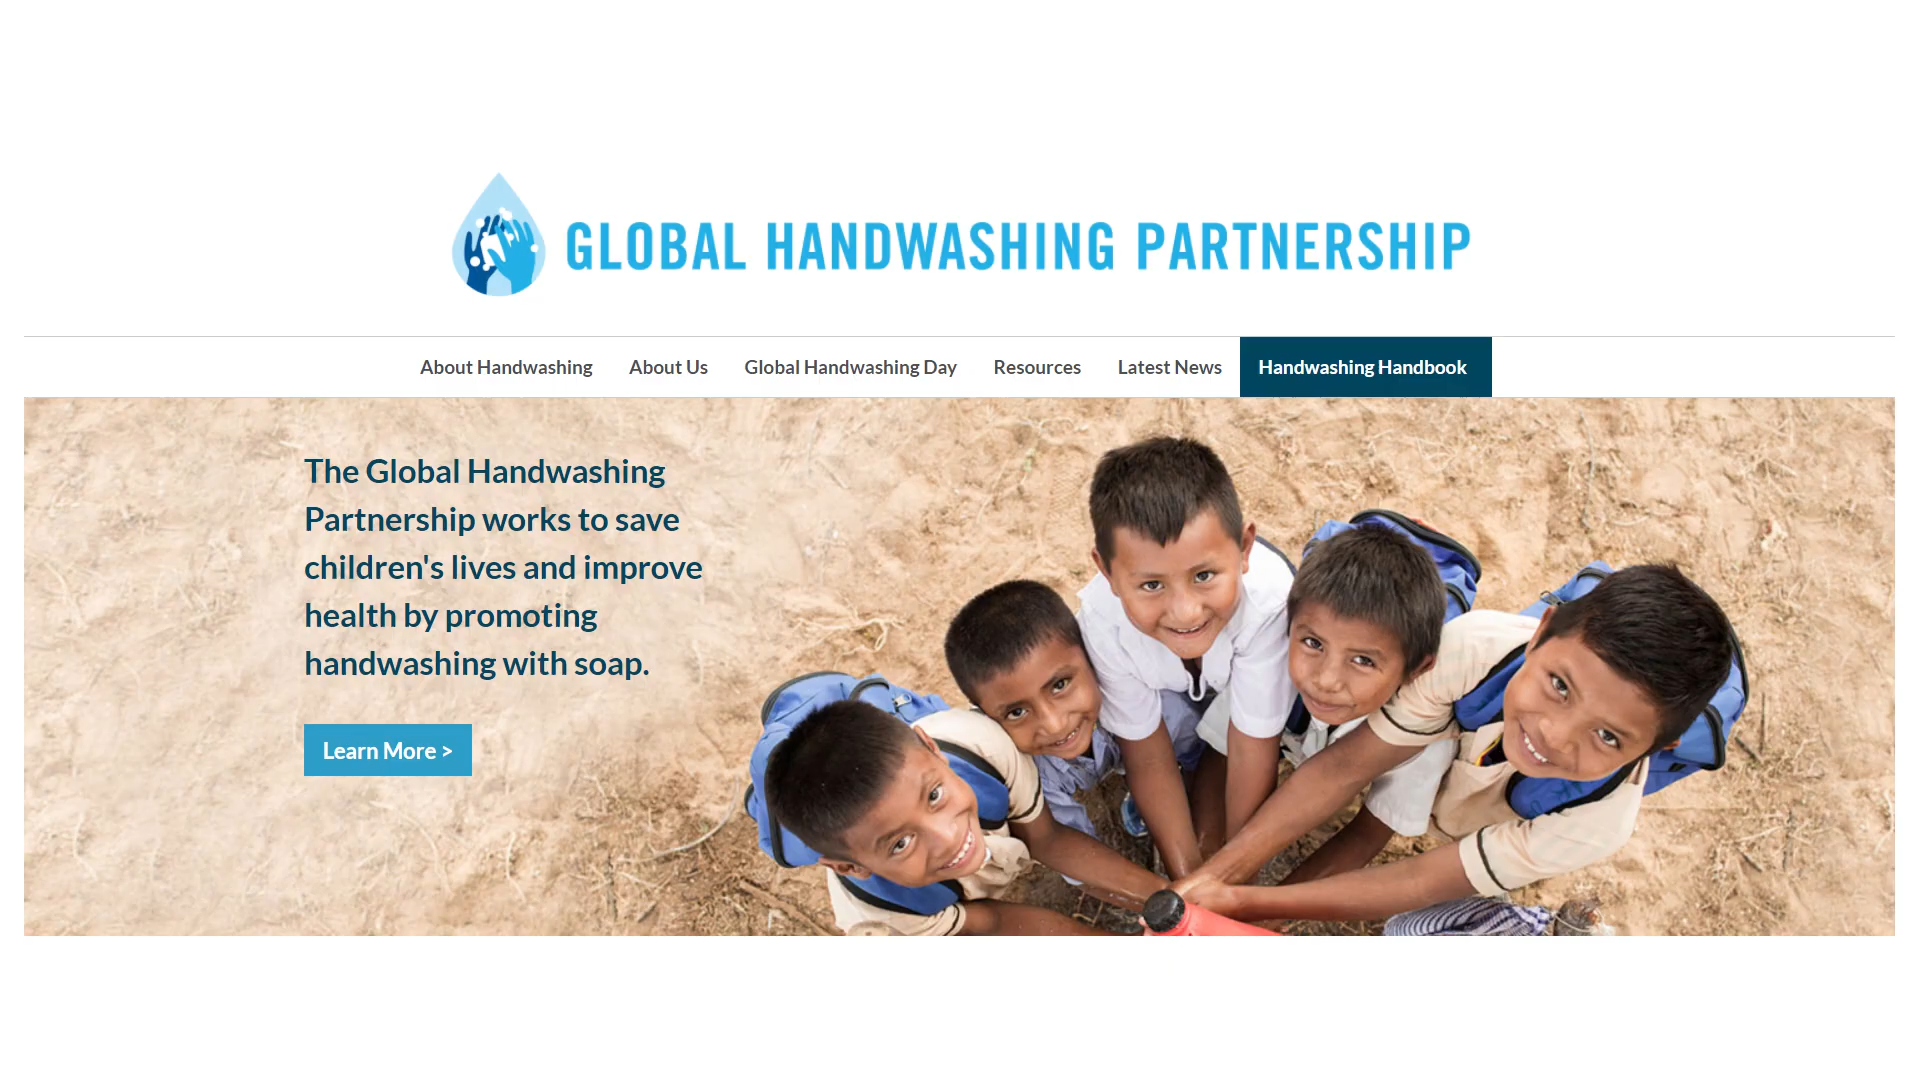 GLOBAL HANDWASHING PARTNERSHIP
About Handwashing About Us Global Handwashing Day Resources Latest News Handwashing Handbook
The Global Handwashing
Partnership works to save
children's lives and improve
health by promoting
handwashing with soap.
Learn More >